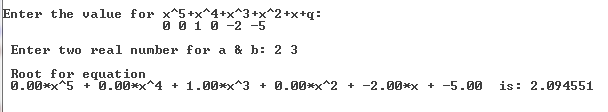 Enter the value for x^5+x^4+x^3+x^2+x+q:
0 0 1 0 -2 -5
Enter two real number for a & b: 2 3
Root for equation
0.00*x^5 + 0.00*x^4 + 1.00*x^3 + 0.00*x^2 + -2.00*x + -5.00 is: 2.094551